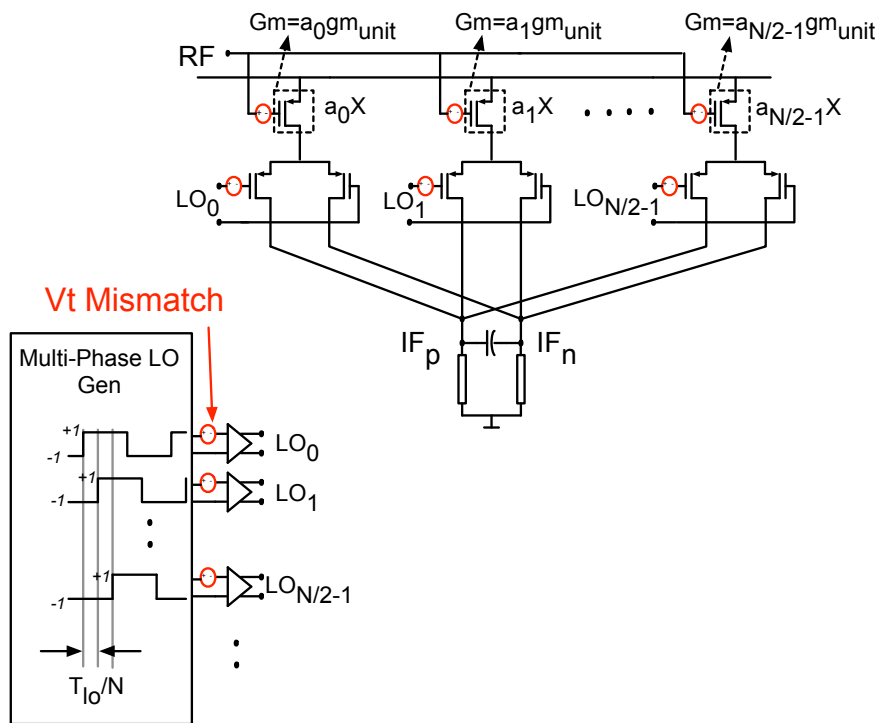 Gm=a0gmunit Gm=a1gmunit Gm=aN/2-1gmunit
RF
a0X a1X aN/2-1X
LO0 LO1 LON/2-1
Vt Mismatch
IFp IFn
Multi-Phase LO
Gen
+1
-1
LO0
+1
-1
LO1
+1
-1
LON/2-1
Tlo/N